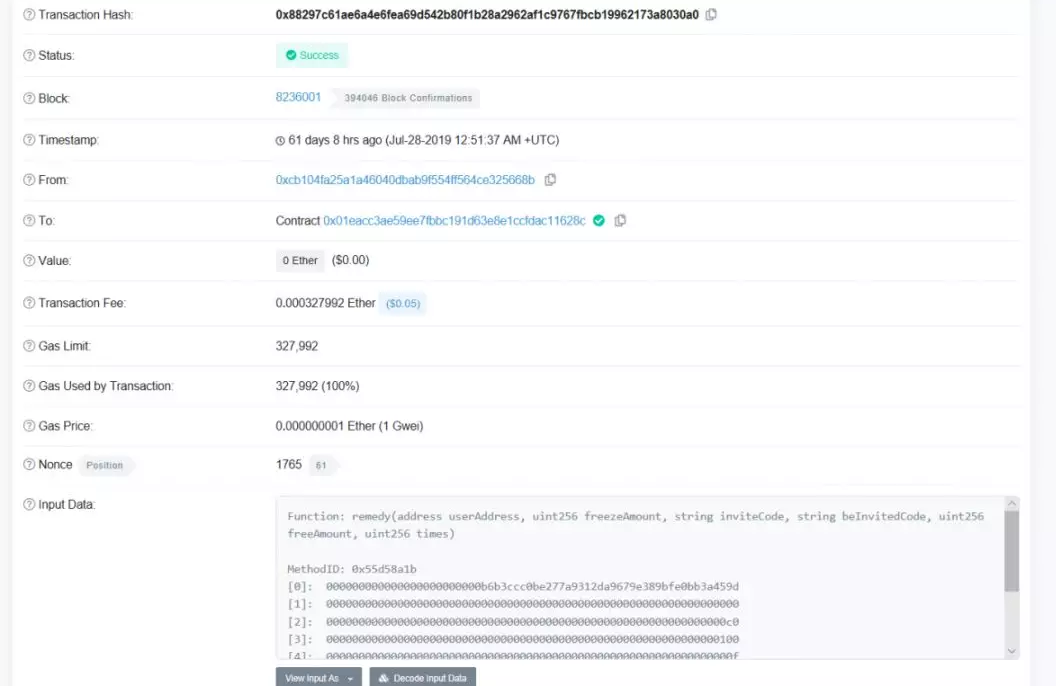 Transaction Hash: 0x88297c61ae6a4e6fea69d542b80f1b28a2962af1c9767fbcb19962173a8030a0
Status: Success
Block: 8236001 394046 Block Confirmations
Timestamp: 61 days 8 hrs ago (Jul-28-2019 12:51:37 AM +UTC)
From: 0xcb104fa25a1a46040dbab9f554ff564ce325668b
To: Contract 0x01eacc3ae59ee7fbbc191d63e8e1ccfdac11628c
Value: 0 Ether ($0.00)
Transaction Fee: 0.000327992 Ether ($0.05)
Gas Limit: 327,992
Gas Used by Transaction: 327,992 (100%)
Gas Price: 0.000000001 Ether (1 Gwei)
Nonce Position 1765 61
Input Data:
Function: remedy(address userAddress, uint256 freezeAmount, string inviteCode, string beInvitedCode, uint256
freeAmount, uint256 times)
MethodID: 0x55d58a1b
[0]: 000000000000000000000000b6b3ccc0be277a9312da9679e389bfe0bb3a459d
[1]: 0000000000000000000000000000000000000000000000000000000000000000
[2]: 00000000000000000000000000000000000000000000000000000000000000c0
[3]: 0000000000000000000000000000000000000000000000000000000000000100
[4]: 000000000000000000000000000000000000000000000000000000000000000f
View Input As Decode Input Data